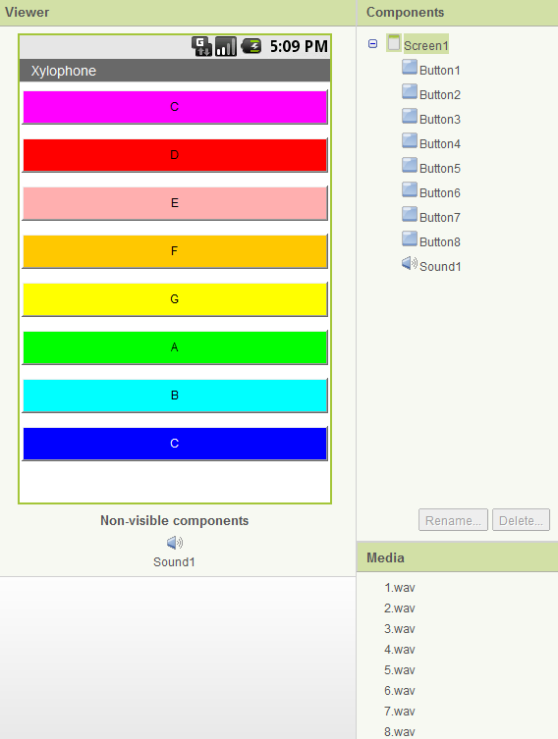 Viewer
5:09 PM
Xylophone
C
D
E
F
G
A
B
C
Non-visible components
Sound1
Components
Screen1
Button1
Button2
Button3
Button4
Button5
Button6
Button7
Button8
Sound1
Rename...
Delete...
Media
1.wav
2.wav
3.wav
4.wav
5.wav
6.wav
7.wav
8.wav